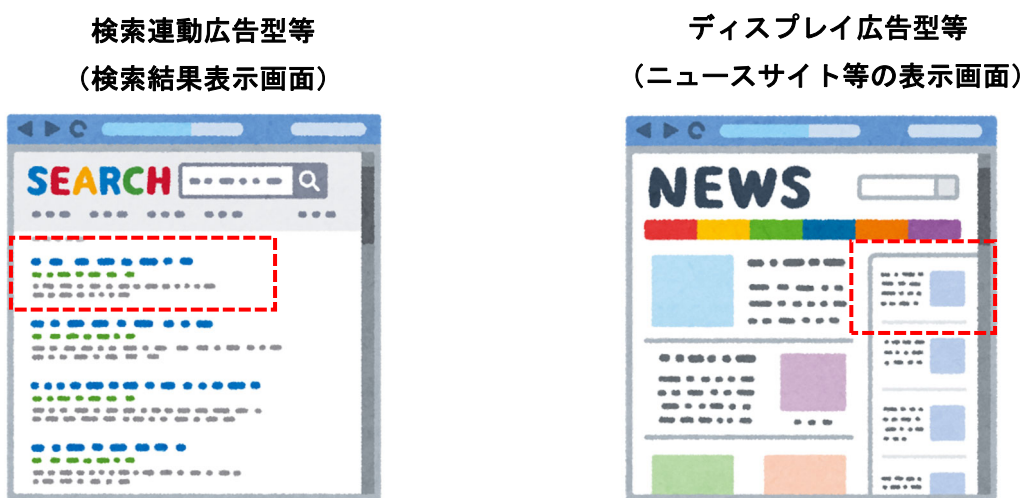 検索連動広告型等
（検索結果表示画面）
SEARCH
ディスプレイ広告型等
（ニュースサイト等の表示画面）
NEWS